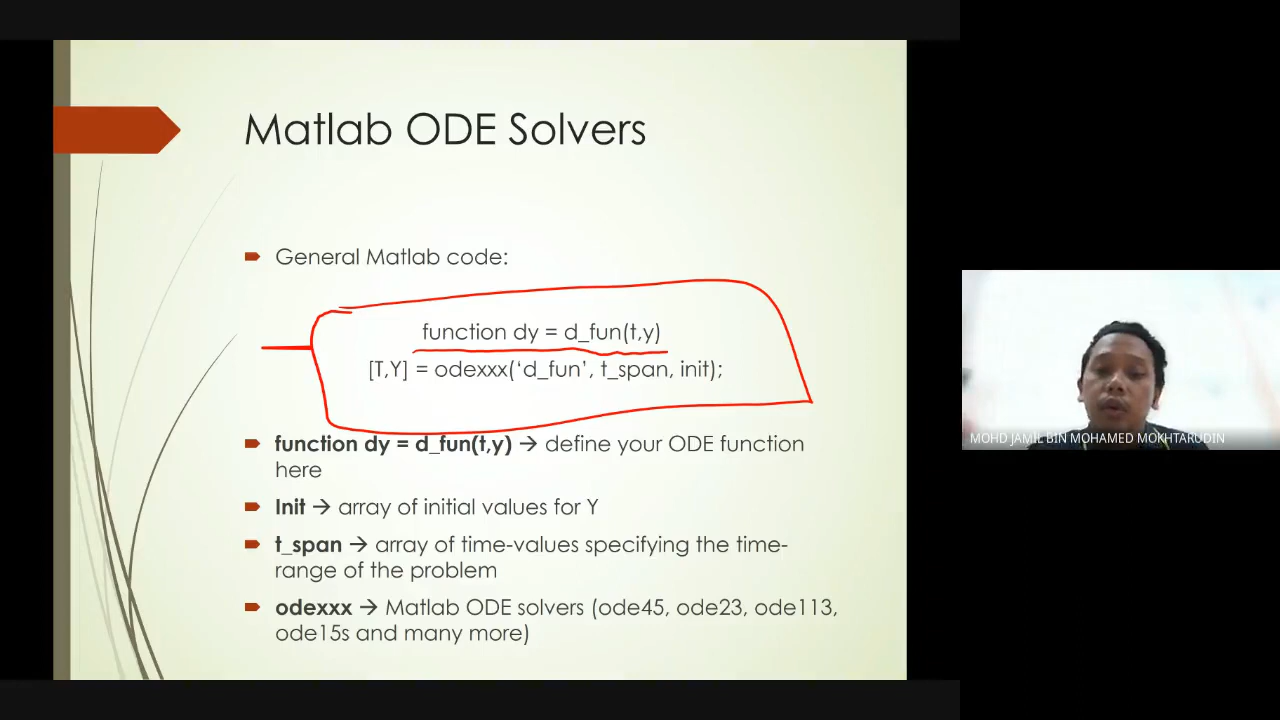 Matlab ODE Solvers
General Matlab code:
function dy = d_fun(t,y)
[T,Y] = odexxx(‘d_fun’, t_span, init);
function dy = d_fun(t,y) → define your ODE function
here
Init → array of initial values for Y
t_span → array of time-values specifying the time-
range of the problem
odexxx → Matlab ODE solvers (ode45, ode23, ode113,
ode15s and many more)
MOHD JAMIL BIN MOHAMED MOKHTARUDIN